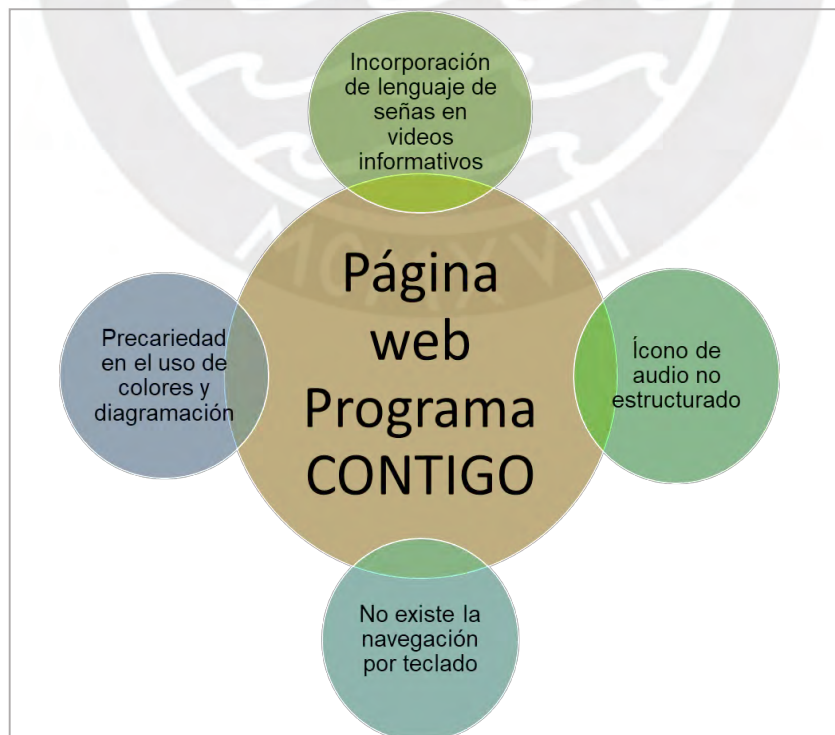 Incorporación
de lenguaje de
señas en
videos
informativos
MCMXVII
Página
web
Programa
CONTIGO
Precariedad
en el uso de
colores y
diagramación
Ícono de
audio no
estructurado
No existe la
navegación
por teclado